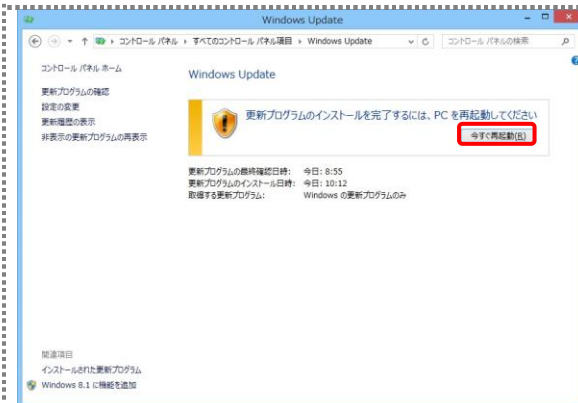 Windows Update
コントロール パネル ▸ すべてのコントロール パネル項目 ▸ Windows Update
コントロール パネルの検索
コントロール パネル ホーム
更新プログラムの確認
設定の変更
更新履歴の表示
非表示の更新プログラムの再表示
Windows Update
更新プログラムのインストールを完了するには、PC を再起動してください
今すぐ再起動(R)
更新プログラムの最終確認日時: 今日: 8:55
更新プログラムのインストール日時: 今日: 10:12
取得する更新プログラム: Windows の更新プログラムのみ
関連項目
インストールされた更新プログラム
Windows 8.1 に機能を追加